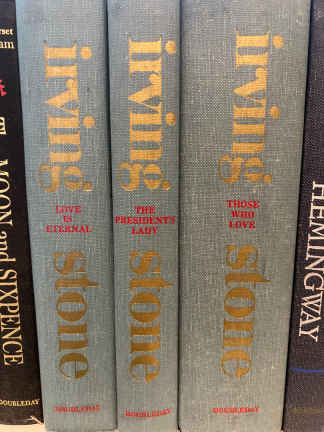 The MOON and SIXPENCE
DOUBLEDAY
irving
LOVE
IS
ETERNAL
stone
DOUBLEDAY
irving
THE
PRESIDENT'S
LADY
stone
DOUBLEDAY
irving
THOSE
WHO
LOVE
stone
DOUBLEDAY
HEMINGWAY